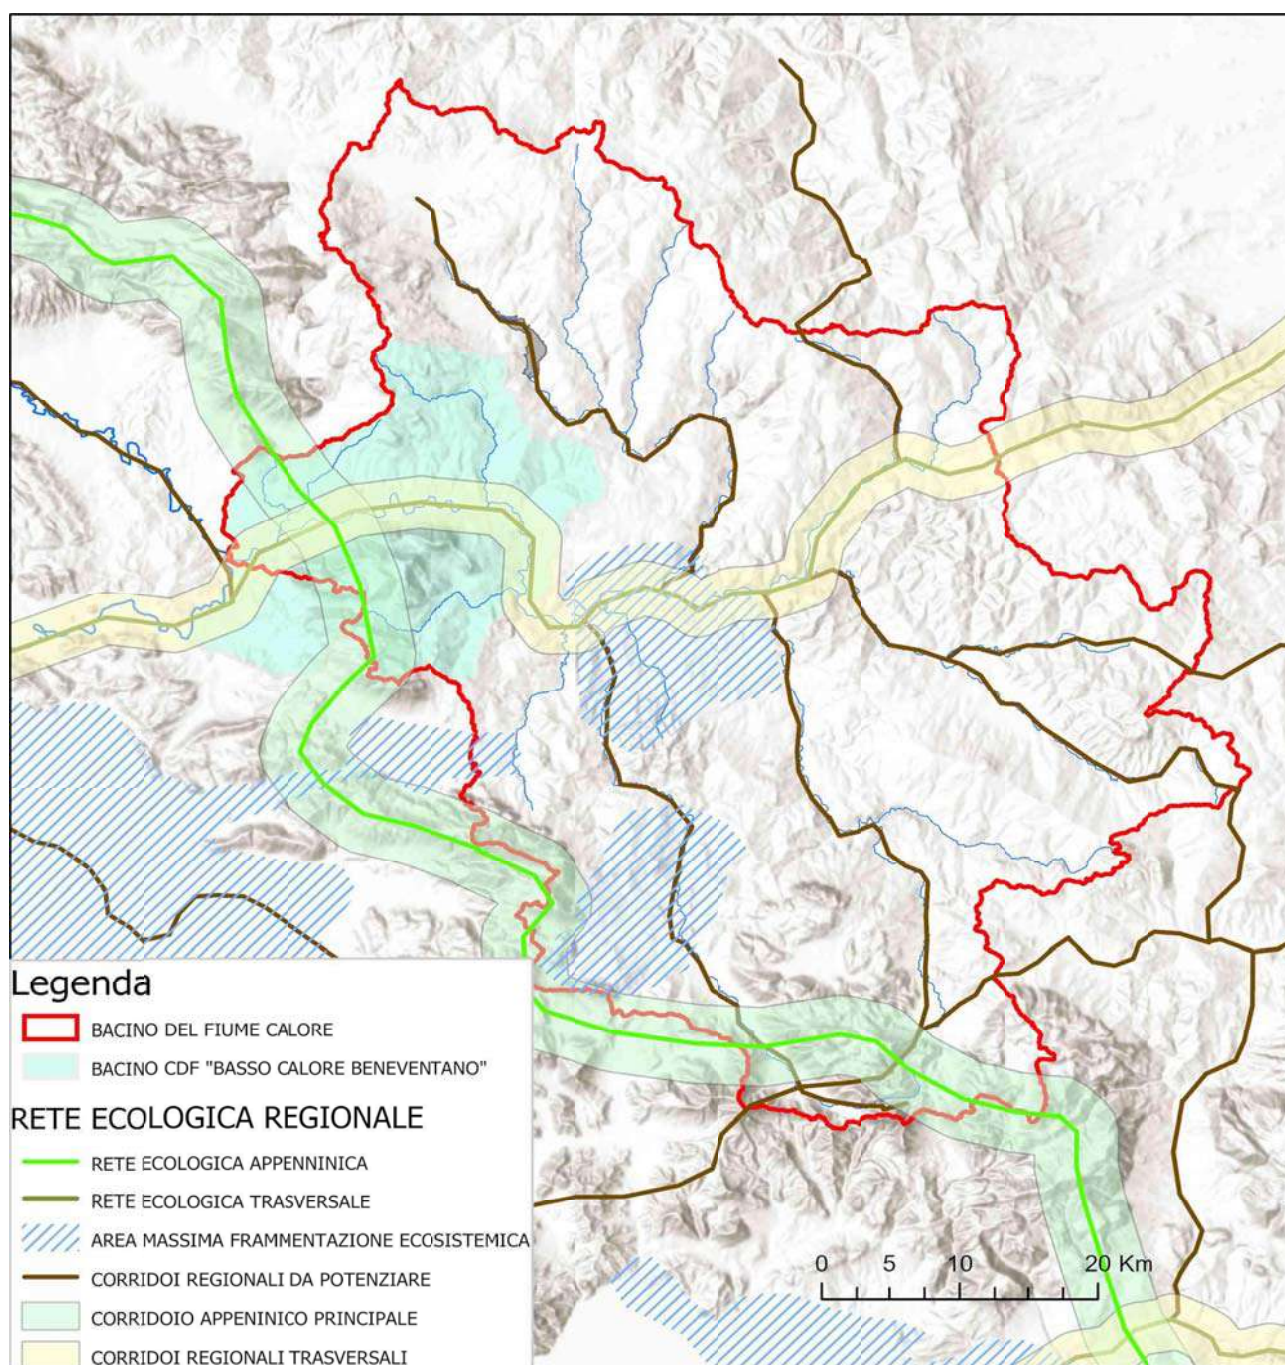 Legenda
BACINO DEL FIUME CALORE
BACINO CDF "BASSO CALORE BENEVENTANO"
RETE ECOLOGICA REGIONALE
RETE ECOLOGICA APPENNINICA
RETE ECOLOGICA TRASVERSALE
AREA MASSIMA FRAMMENTAZIONE ECOSISTEMICA
CORRIDOI REGIONALI DA POTENZIARE
CORRIDOIO APPENINICO PRINCIPALE
CORRIDOI REGIONALI TRASVERSALI
0 5 10 20 Km